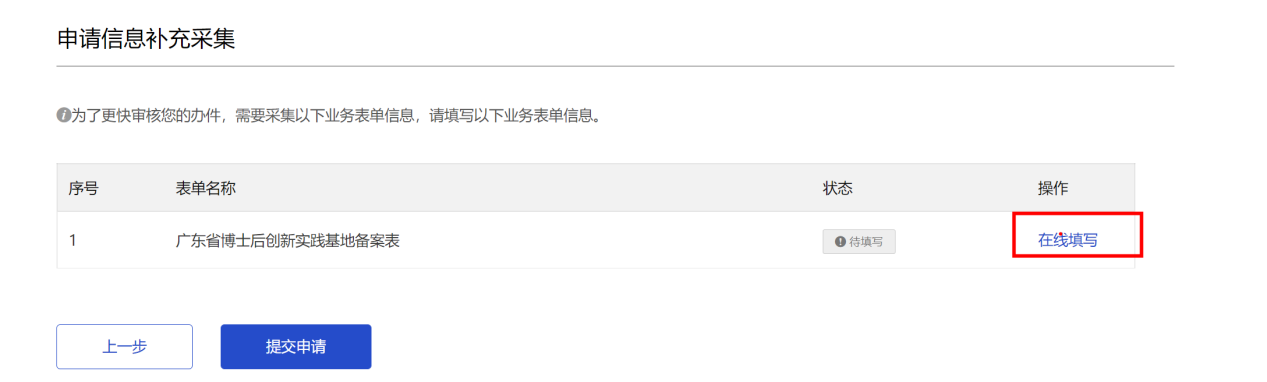 申请信息补充采集
为了更快审核您的办件，需要采集以下业务表单信息，请填写以下业务表单信息。
序号 表单名称 状态 操作
1 广东省博士后创新实践基地备案表 待填写 在线填写
上一步 提交申请